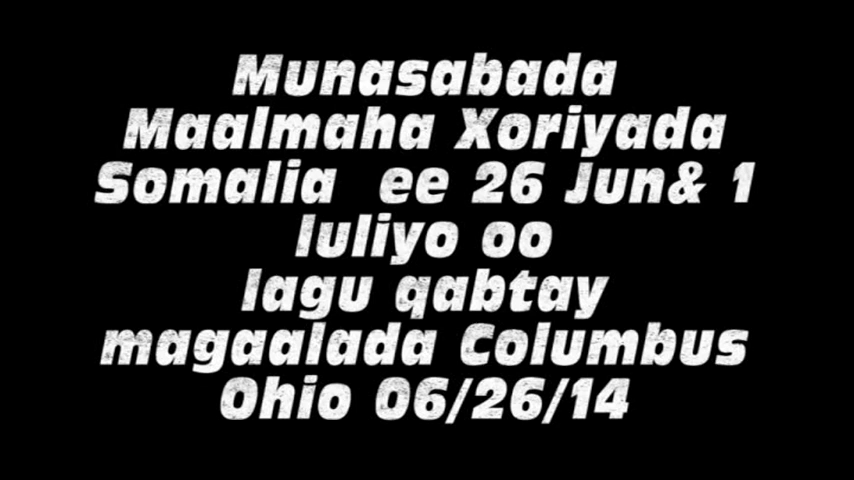 Munasabada
Maalmaha Xoriyada
Somalia ee 26 Jun& 1
luliyo oo
lagu qabtay
magaalada Columbus
Ohio 06/26/14